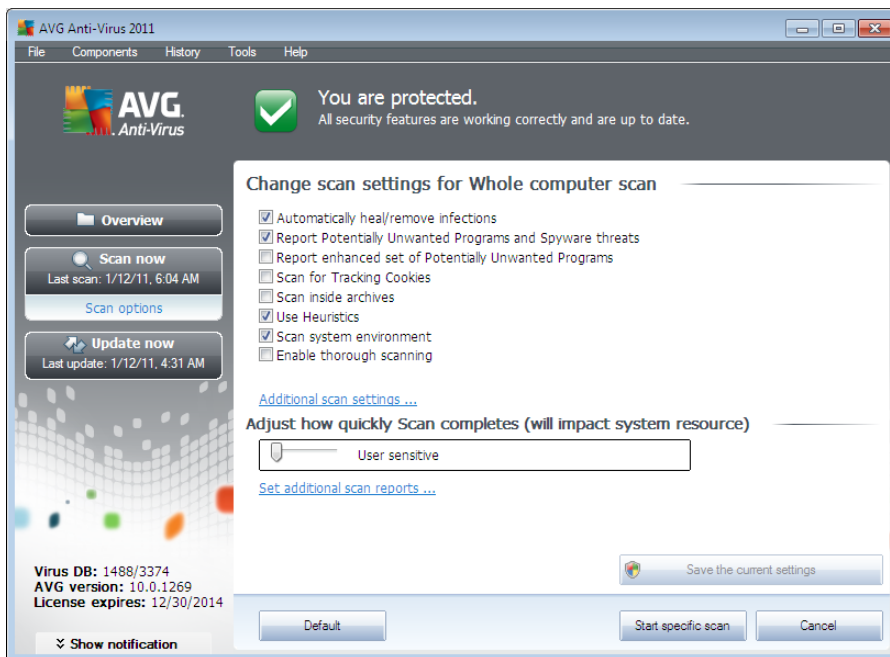 AVG Anti-Virus 2011
File Components History Tools Help
AVG.
Anti-Virus
You are protected.
All security features are working correctly and are up to date.
Overview
Scan now
Last scan: 1/12/11, 6:04 AM
Scan options
Update now
Last update: 1/12/11, 4:31 AM
Virus DB: 1488/3374
AVG version: 10.0.1269
License expires: 12/30/2014
Show notification
Change scan settings for Whole computer scan
Automatically heal/remove infections
Report Potentially Unwanted Programs and Spyware threats
Report enhanced set of Potentially Unwanted Programs
Scan for Tracking Cookies
Scan inside archives
Use Heuristics
Scan system environment
Enable thorough scanning
Additional scan settings ...
Adjust how quickly Scan completes (will impact system resource)
User sensitive
Set additional scan reports ...
Save the current settings
Default
Start specific scan
Cancel